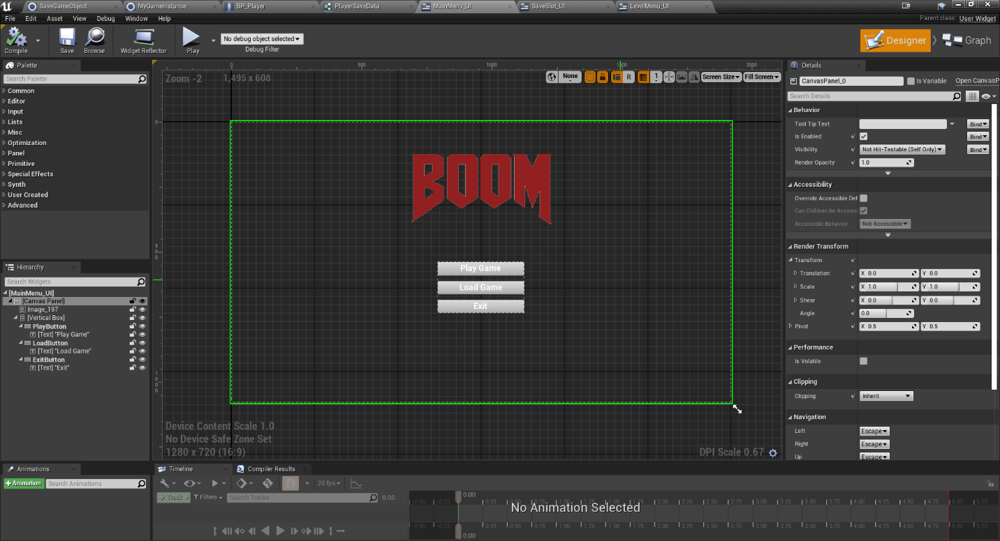 SaveGameObject MyGameInstance BP_Player PlayerSaveData MainMenu_UI SaveSlot_UI LevelMenu_UI
File Edit Asset View Debug Window Help
Parent class: User Widget
Compile Save Browse Widget Reflector Play
No debug object selected
Debug Filter
Designer Graph
Palette
Search Palette
Common
Editor
Input
Lists
Misc
Optimization
Panel
Primitive
Special Effects
Synth
User Created
Advanced
Hierarchy
Search Widgets
[MainMenu_UI]
[Canvas Panel]
Image_197
[Vertical Box]
PlayButton
[Text] "Play Game"
LoadButton
[Text] "Load Game"
ExitButton
[Text] "Exit"
Zoom -2 1,495 x 608
0 500 1000 1500 2000
None R 1 Screen Size Fill Screen
0
500
1000
BOOM
Play Game
Load Game
Exit
Device Content Scale 1.0
No Device Safe Zone Set
1280 x 720 (16:9)
DPI Scale 0.67
Details
CanvasPanel_0 Is Variable Open CanvasP
Search Details
Behavior
Tool Tip Text Bind
Is Enabled Bind
Visibility Not Hit-Testable (Self Only) Bind
Render Opacity 1.0
Accessibility
Override Accessible Def
Can Children be Accessi
Accessible Behavior Not Accessible
Render Transform
Transform
Translation X 0.0 Y 0.0
Scale X 1.0 Y 1.0
Shear X 0.0 Y 0.0
Angle 0.0
Pivot X 0.5 Y 0.5
Performance
Is Volatile
Clipping
Clipping Inherit
Navigation
Left Escape
Right Escape
Up Escape
Animations
+Animation Search Animations
Timeline Compiler Results
20 fps
+ Track Filters Search Tracks 0.00
0.00
-0.50 -0.25 0.25 0.50 0.75 1.00 1.25 1.50 1.75 2.00 2.25 2.50 2.75 3.00 3.25 3.50 3.75 4.00 4.25 4.50 4.75 5.00 5.25
No Animation Selected
-0.50 -0.25 0.25 0.50 0.75 1.00 1.25 1.50 1.75 2.00 2.25 2.50 2.75 3.00 3.25 3.50 3.75 4.00 4.25 4.50 4.75 5.00 5.25
0.00